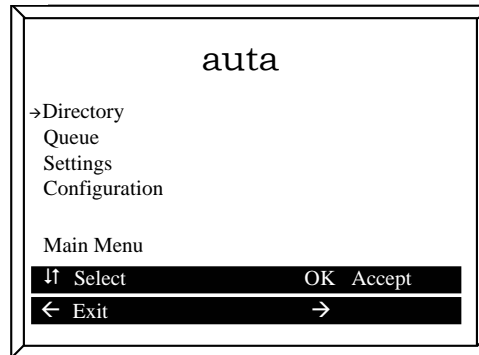 auta
→Directory
Queue
Settings
Configuration
Main Menu
↓↑ Select OK Accept
← Exit →